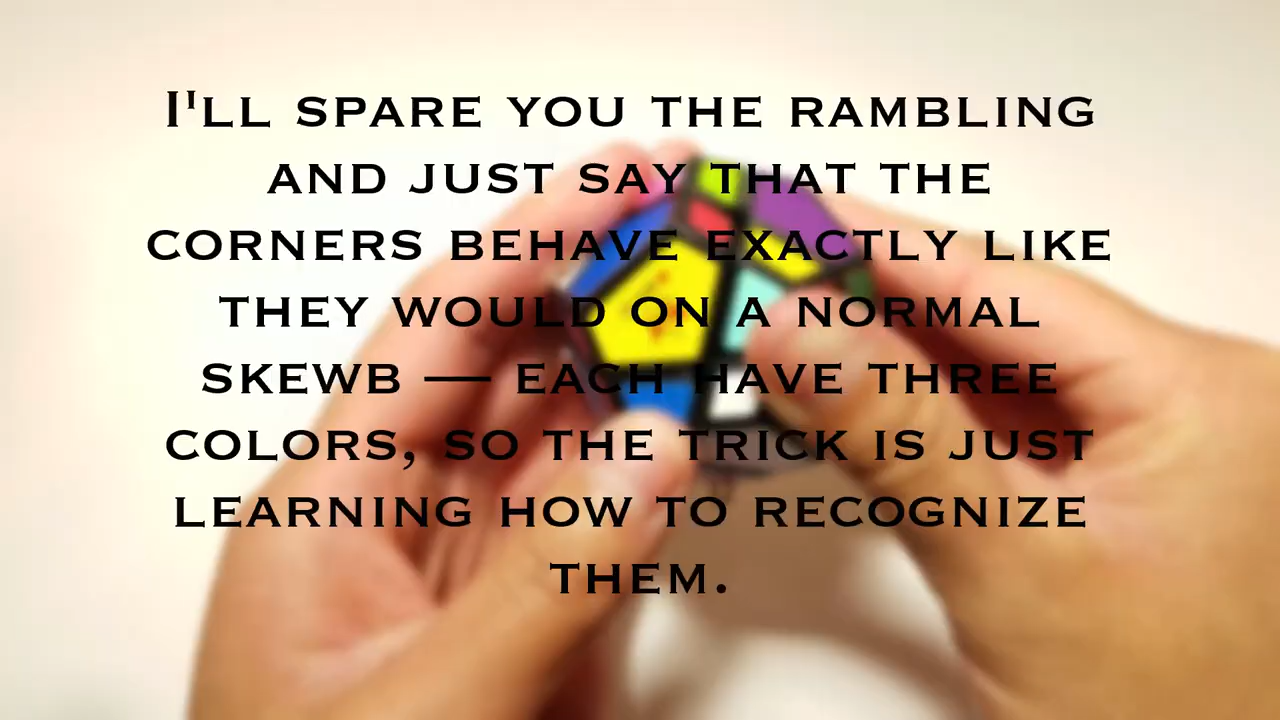 I'LL SPARE YOU THE RAMBLING
AND JUST SAY THAT THE
CORNERS BEHAVE EXACTLY LIKE
THEY WOULD ON A NORMAL
SKEWB — EACH HAVE THREE
COLORS, SO THE TRICK IS JUST
LEARNING HOW TO RECOGNIZE
THEM.